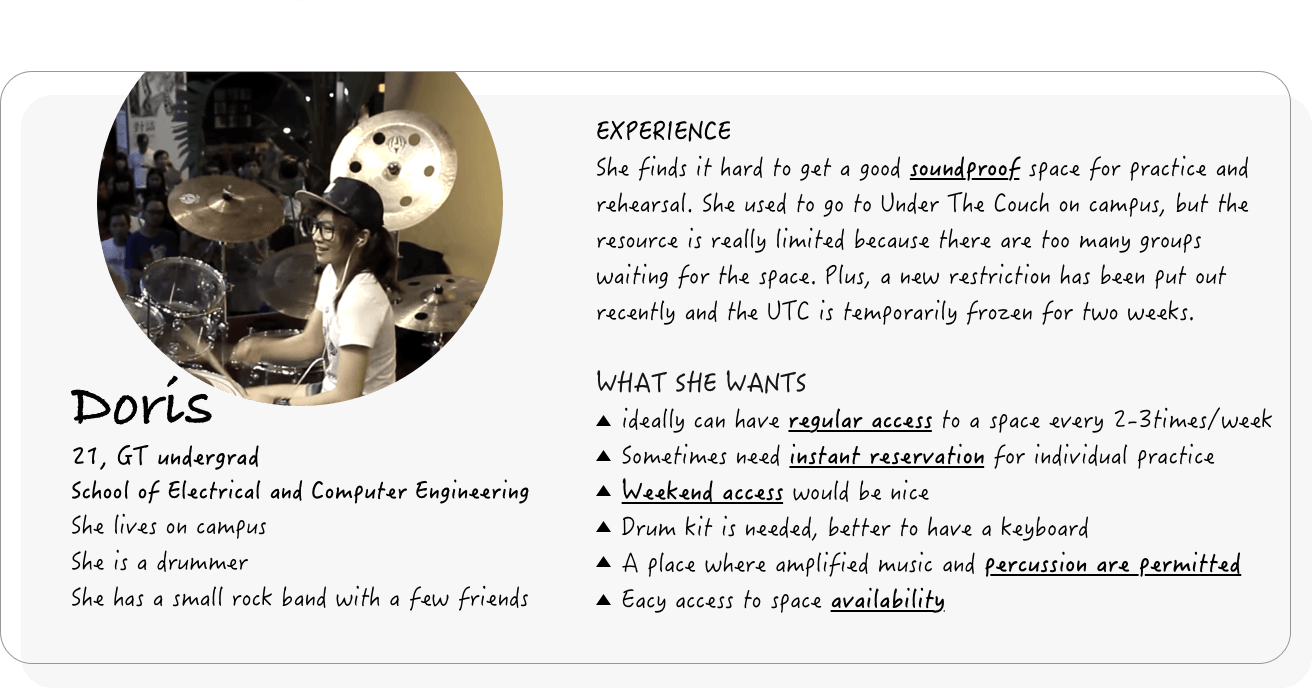 Doris
21, GT undergrad
School of Electrical and Computer Engineering
She lives on campus
She is a drummer
She has a small rock band with a few friends
EXPERIENCE
She finds it hard to get a good soundproof space for practice and
rehearsal. She used to go to Under The Couch on campus, but the
resource is really limited because there are too many groups
waiting for the space. Plus, a new restriction has been put out
recently and the UTC is temporarily frozen for two weeks.
WHAT SHE WANTS
▲ ideally can have regular access to a space every 2-3times/week
▲ Sometimes need instant reservation for individual practice
▲ Weekend access would be nice
▲ Drum kit is needed, better to have a keyboard
▲ A place where amplified music and percussion are permitted
▲ Eacy access to space availability